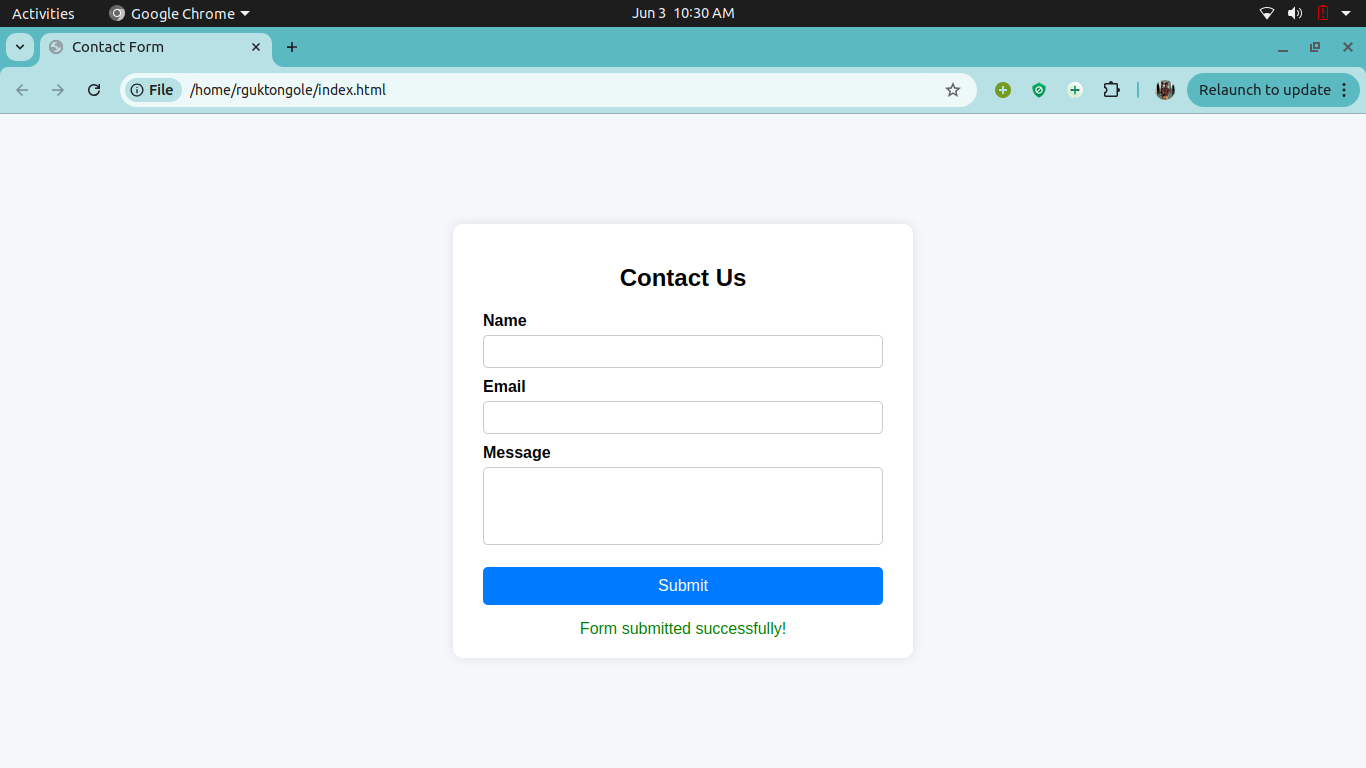 Activities Google Chrome Jun 3 10:30 AM
Contact Form
File /home/rguktongole/index.html Relaunch to update
Contact Us
Name
Email
Message
Submit
Form submitted successfully!